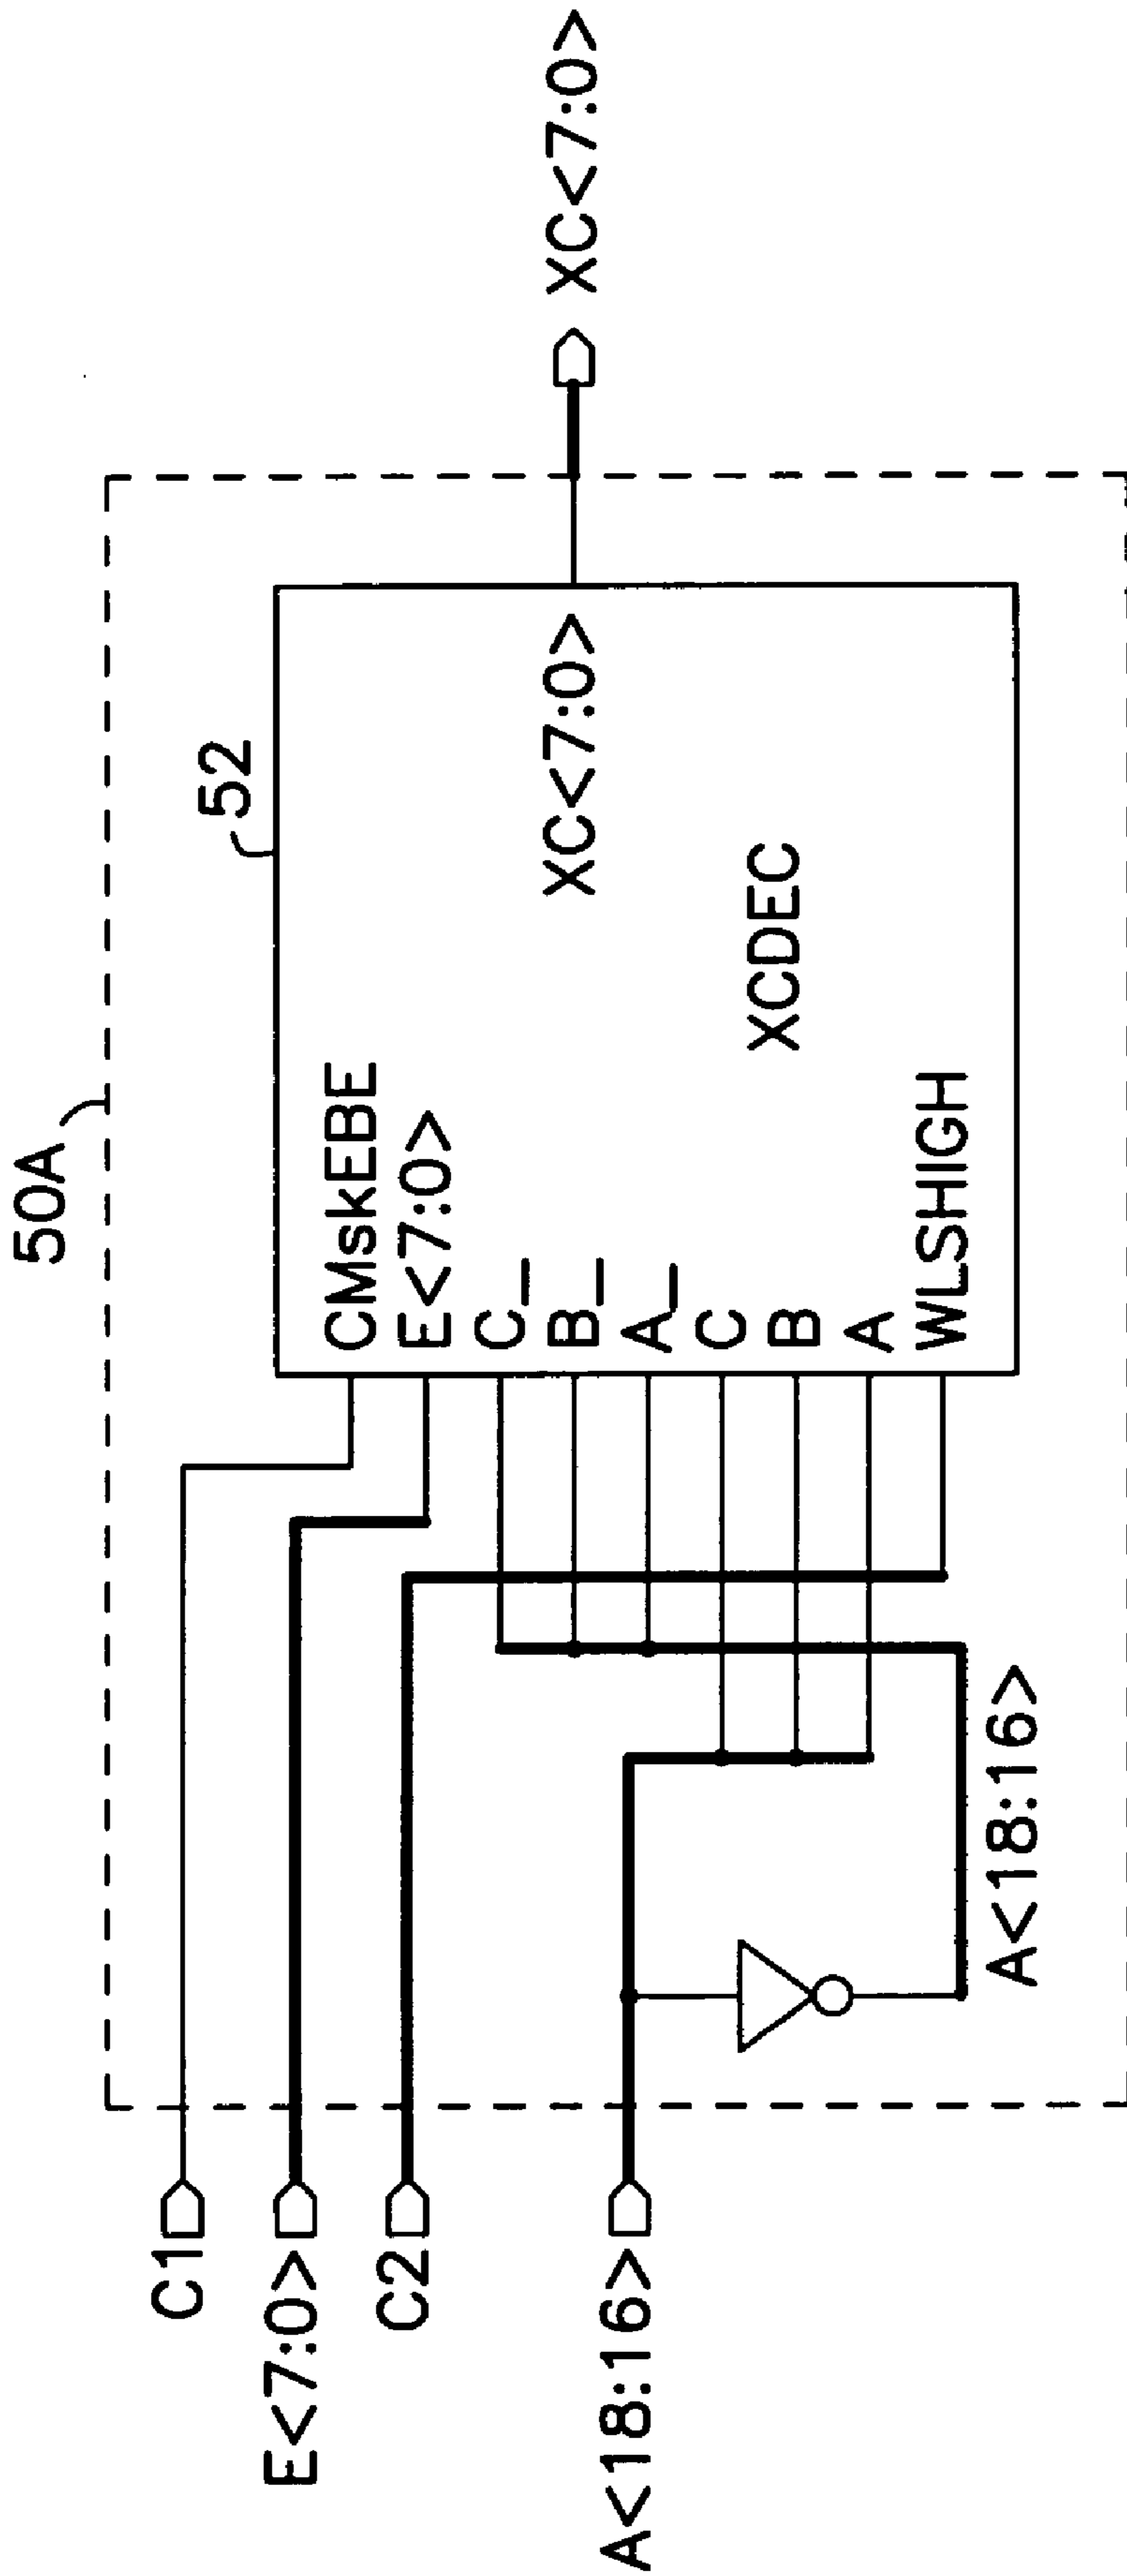 50A
52
C1
E<7:0>
C2
A<18:16>
CMskEBE
E<7:0>
C_
B_
A_
C
B
A
WLSHIGH
XC<7:0>
XCDEC
XC<7:0>
A<18:16>